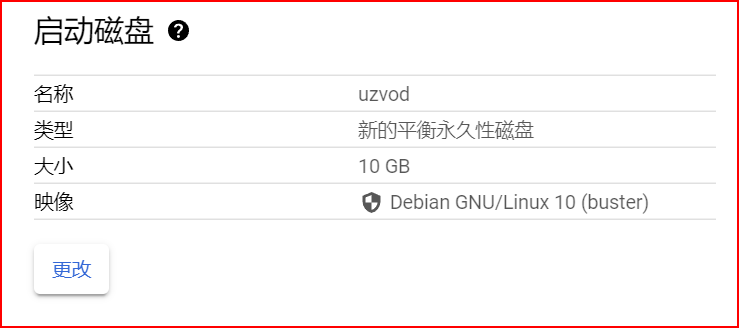 启动磁盘 ?
名称 uzvod
类型 新的平衡永久性磁盘
大小 10 GB
映像 Debian GNU/Linux 10 (buster)
更改